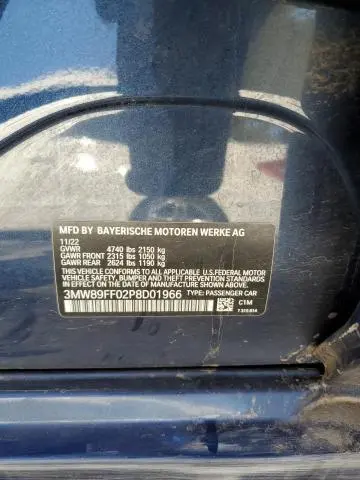 MFD BY BAYERISCHE MOTOREN WERKE AG
11/22
GVWR 4740 lbs 2150 kg
GAWR FRONT 2315 lbs 1050 kg
GAWR REAR 2624 lbs 1190 kg
THIS VEHICLE CONFORMS TO ALL APPLICABLE U.S.FEDERAL MOTOR
VEHICLE SAFETY, BUMPER, AND THEFT PREVENTION STANDARDS
IN EFFECT ON THE DATE OF MANUFACTURE SHOWN ABOVE.
3MW89FF02P8D01966 TYPE: PASSENGER CAR
C1M